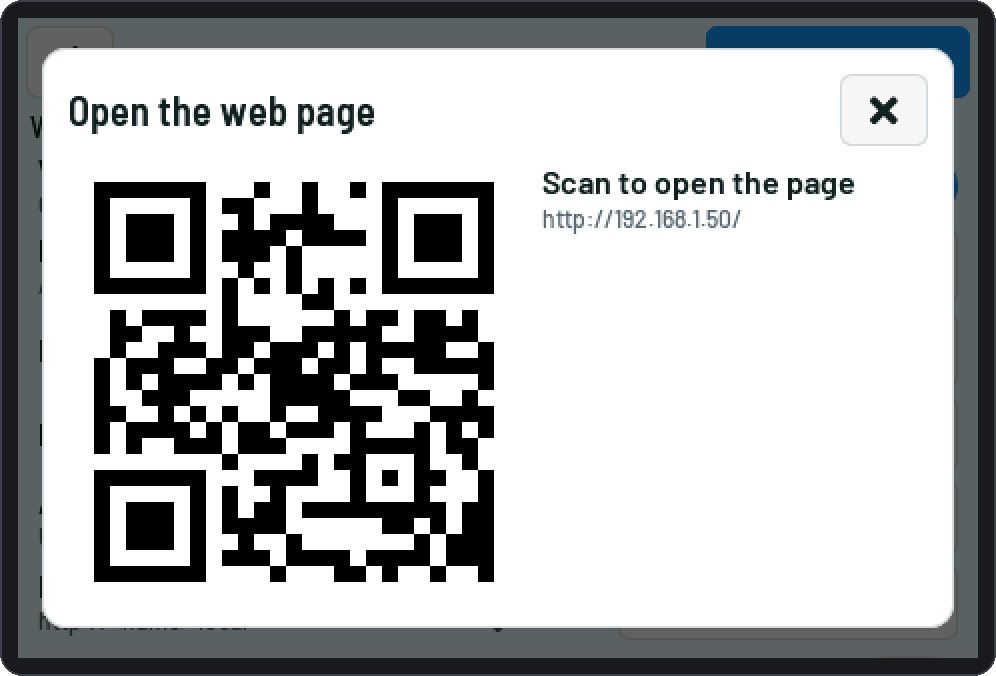 Open the web page
Scan to open the page
http://192.168.1.50/